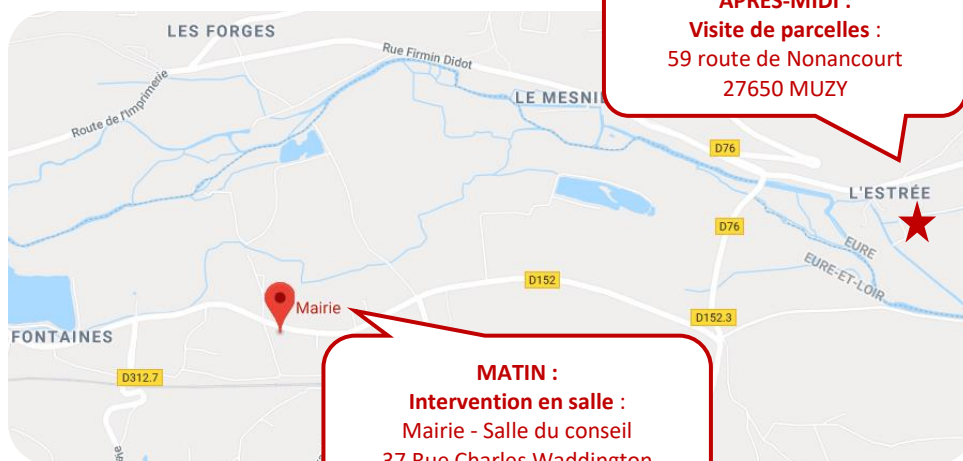 APRÈS-MIDI :
Visite de parcelles :
59 route de Nonancourt
27650 MUZY
LES FORGES
Rue Firmin Didot
Route de l'Imprimerie
LE MESNI
D76
L'ESTRÉE
D76
EURE
EURE-ET-LOIR
D152
Mairie
D152.3
FONTAINES
D312.7
MATIN :
Intervention en salle :
Mairie - Salle du conseil
37 Rue Charles Waddington